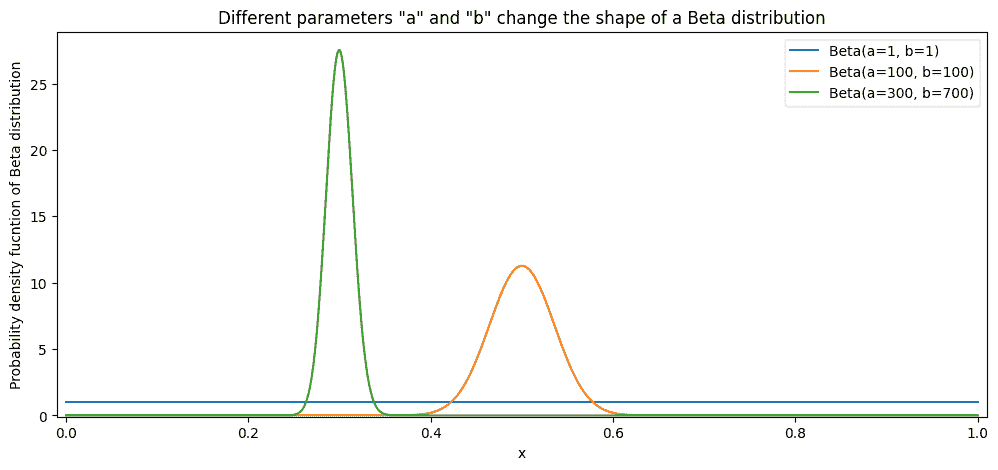 Different parameters "a" and "b" change the shape of a Beta distribution
Beta(a=1, b=1)
Beta(a=100, b=100)
Beta(a=300, b=700)
Probability density fucntion of Beta distribution
25
20
15
10
5
0
0.0 0.2 0.4 0.6 0.8 1.0
x